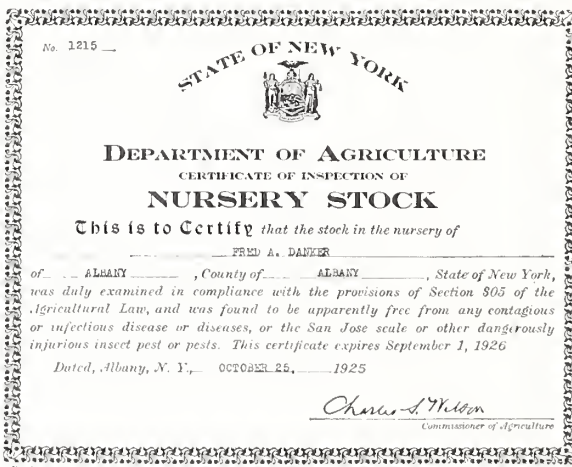 No. 1215
STATE OF NEW YORK
DEPARTMENT OF AGRICULTURE
CERTIFICATE OF INSPECTION OF
NURSERY STOCK
This is to Certify that the stock in the nursery of
FRED A. DANKER
of ALBANY, County of ALBANY, State of New York,
was duly examined in compliance with the provisions of Section 305 of the
Agricultural Law, and was found to be apparently free from any contagious
or infectious disease or diseases, or the San Jose scale or other dangerously
injurious insect pest or pests. This certificate expires September 1, 1926
Dated, Albany, N. Y., OCTOBER 25, 1925
Charles S. Wilson
Commissioner of Agriculture